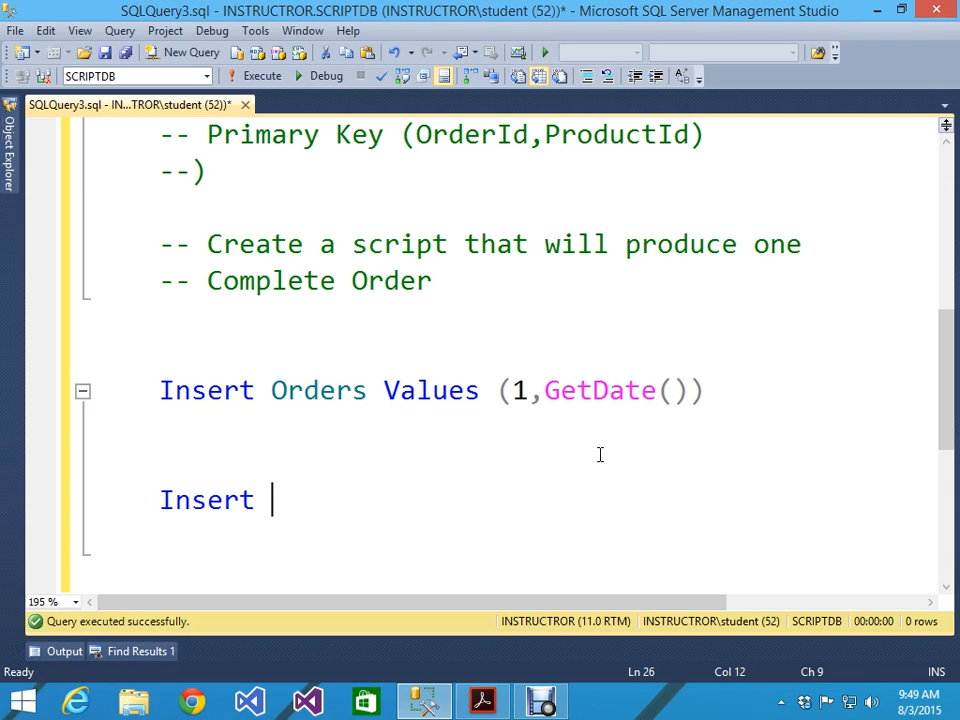 SQLQuery3.sql - INSTRUCTROR.SCRIPTDB (INSTRUCTROR\student (52))* - Microsoft SQL Server Management Studio
File Edit View Query Project Debug Tools Window Help
New Query
SCRIPTDB Execute Debug
SQLQuery3.sql - IN...TROR\student (52))*
Object Explorer
-- Primary Key (OrderId,ProductId)
--)
-- Create a script that will produce one
-- Complete Order
Insert Orders Values (1,GetDate())
Insert
195 %
Query executed successfully. INSTRUCTROR (11.0 RTM) INSTRUCTROR\student (52) SCRIPTDB 00:00:00 0 rows
Output Find Results 1
Ready Ln 26 Col 12 Ch 9 INS
9:49 AM
8/3/2015